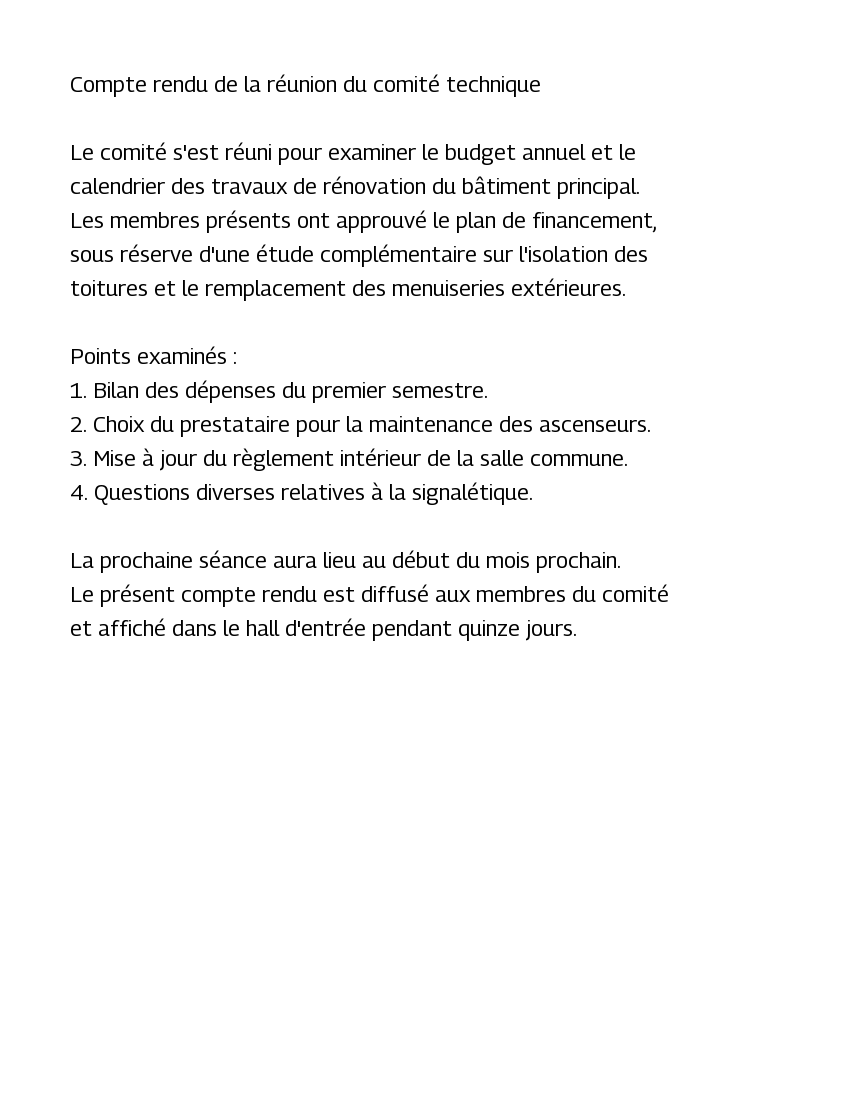 Compte rendu de la réunion du comité technique

Le comité s'est réuni pour examiner le budget annuel et le
calendrier des travaux de rénovation du bâtiment principal.
Les membres présents ont approuvé le plan de financement,
sous réserve d'une étude complémentaire sur l'isolation des
toitures et le remplacement des menuiseries extérieures.

Points examinés :
1. Bilan des dépenses du premier semestre.
2. Choix du prestataire pour la maintenance des ascenseurs.
3. Mise à jour du règlement intérieur de la salle commune.
4. Questions diverses relatives à la signalétique.

La prochaine séance aura lieu au début du mois prochain.
Le présent compte rendu est diffusé aux membres du comité
et affiché dans le hall d'entrée pendant quinze jours.